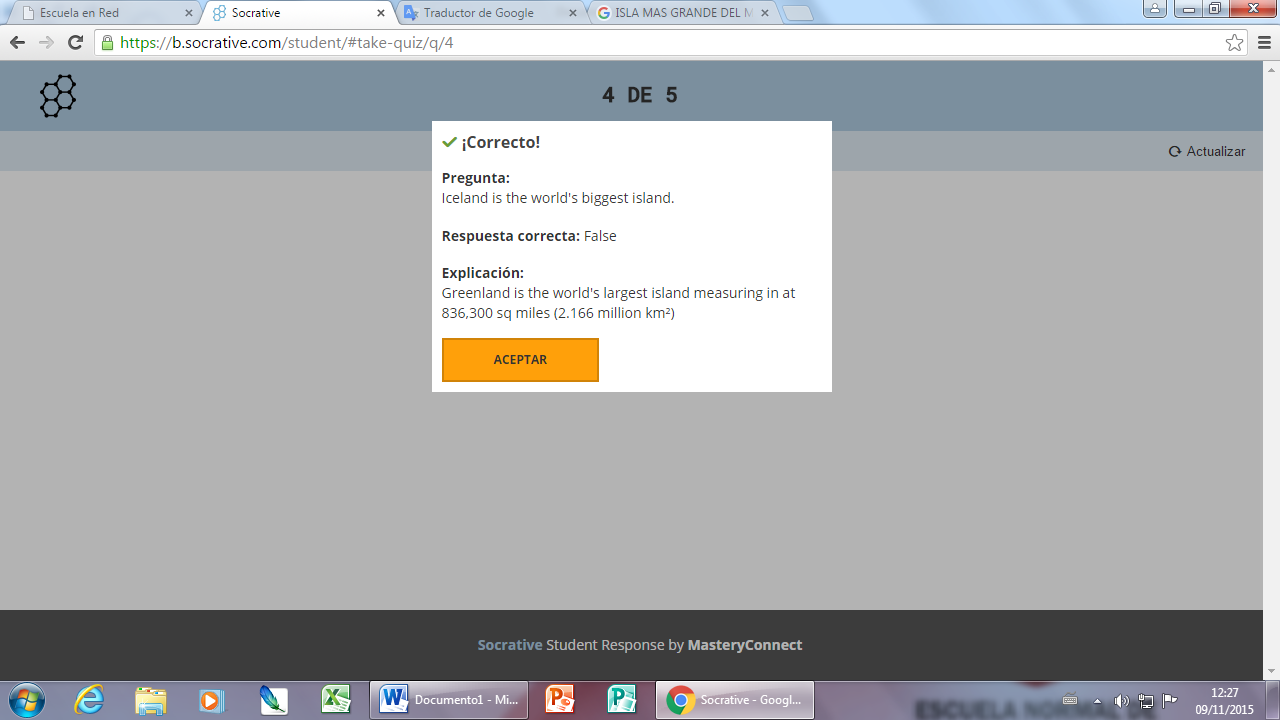 Escuela en Red
Socrative
Traductor de Google
ISLA MAS GRANDE DEL M
https://b.socrative.com/student/#take-quiz/q/4
4 DE 5
Actualizar
¡Correcto!
Pregunta:
Iceland is the world's biggest island.
Respuesta correcta: False
Explicación:
Greenland is the world's largest island measuring in at
836,300 sq miles (2.166 million km²)
ACEPTAR
Socrative Student Response by MasteryConnect
Documento1 - Mi...
Socrative - Googl...
12:27
09/11/2015